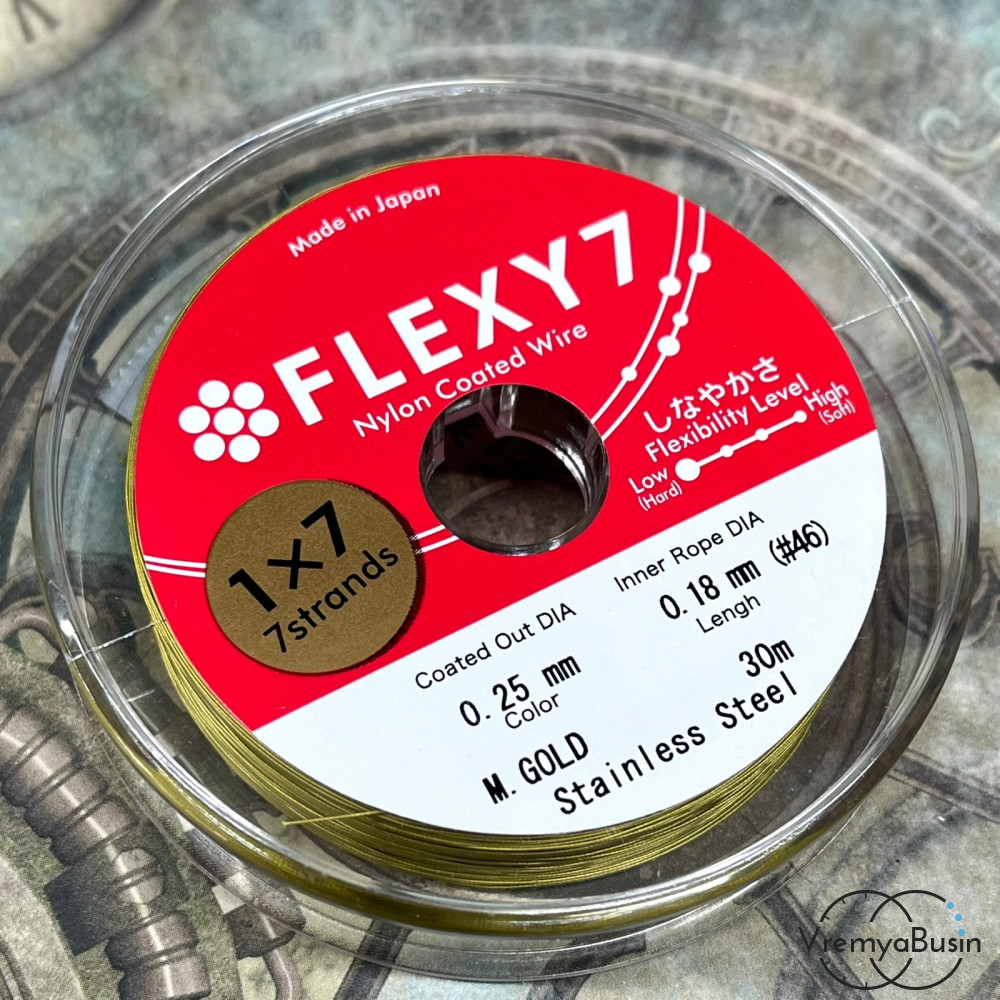 Made in Japan
FLEXY7
Nylon Coated Wire
しなやかさ
Flexibility Level
Low
(Hard)
High
(Soft)
1×7
7strands
Coated Out DIA
0.25 mm
Inner Rope DIA
0.18 mm (#46)
Color
M. GOLD
Lengh
30m
Stainless Steel
VremyaBusin